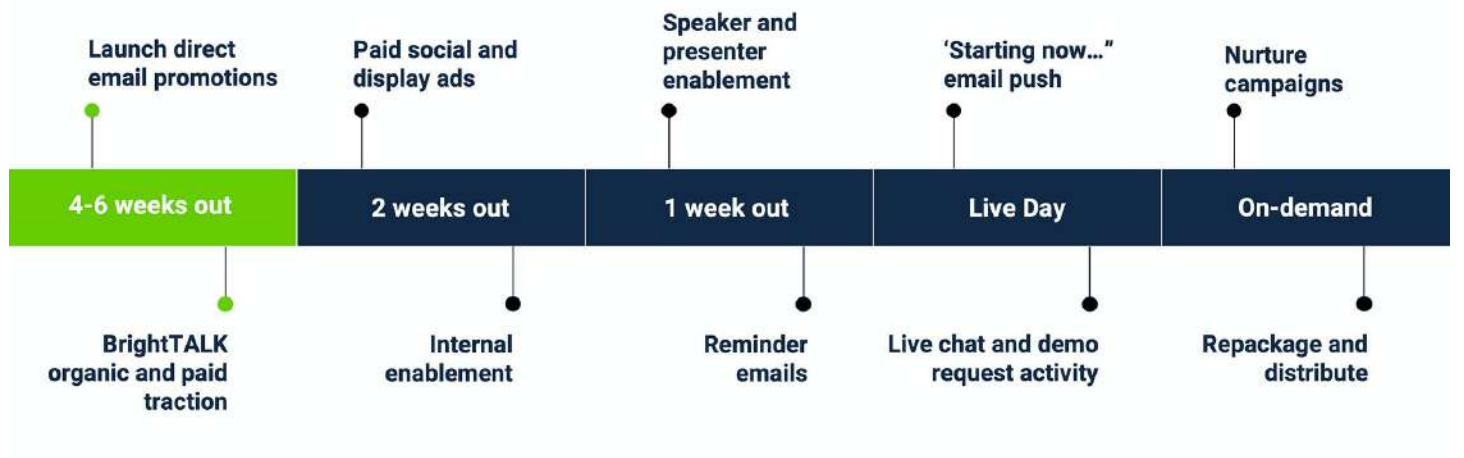 Launch direct
email promotions
Paid social and
display ads
Speaker and
presenter
enablement
‘Starting now…”
email push
Nurture
campaigns
4-6 weeks out
2 weeks out
1 week out
Live Day
On-demand
BrightTALK
organic and paid
traction
Internal
enablement
Reminder
emails
Live chat and demo
request activity
Repackage and
distribute